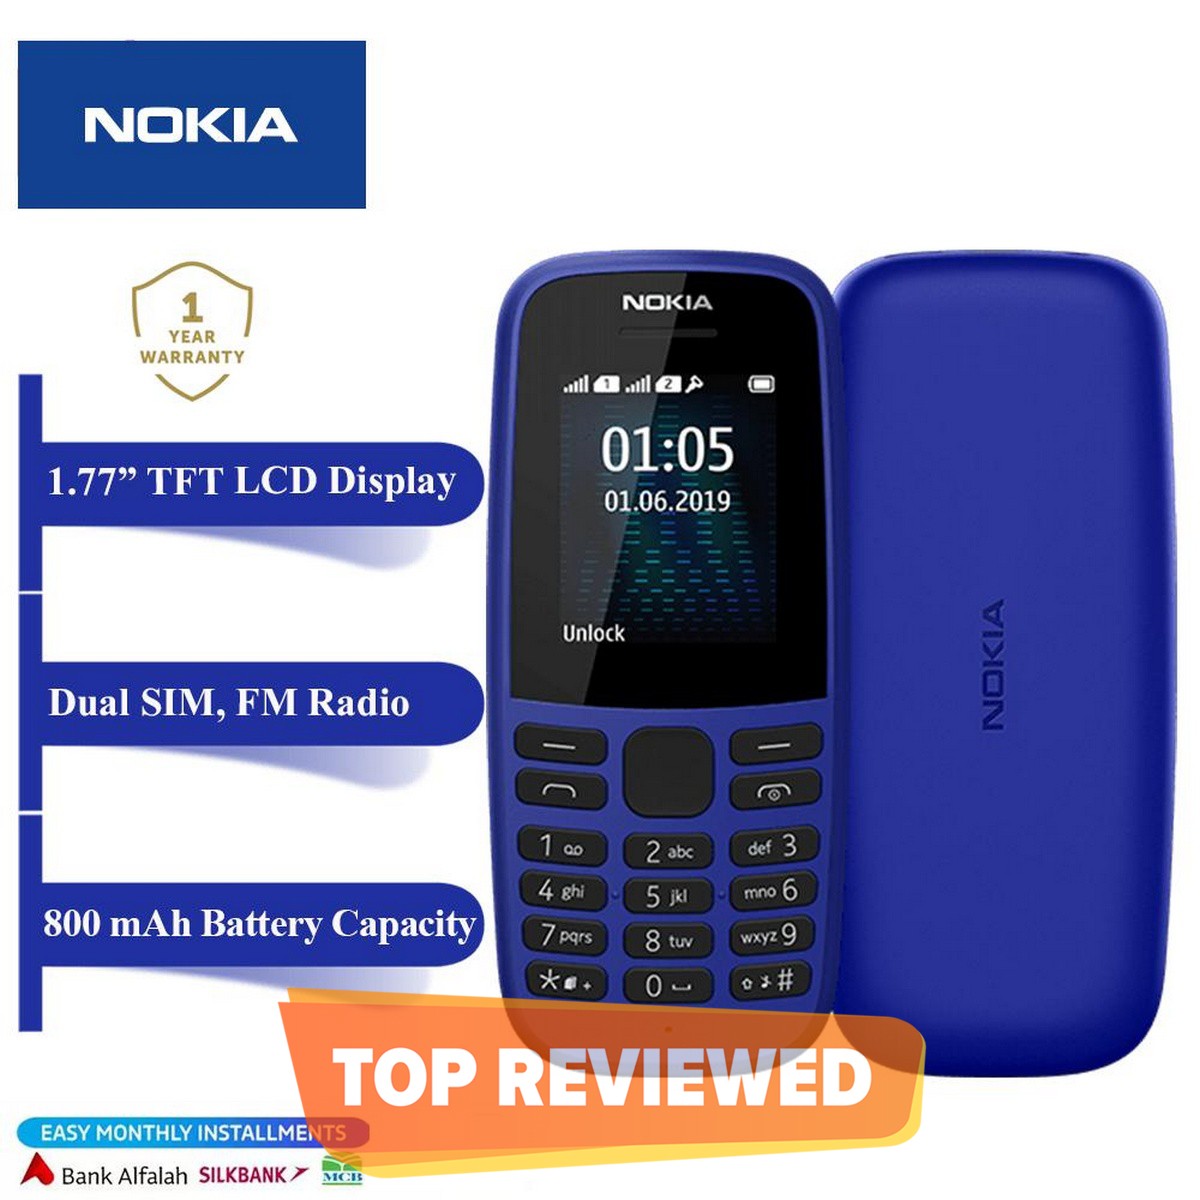 NOKIA
1
YEAR
WARRANTY
1.77” TFT LCD Display
Dual SIM, FM Radio
800 mAh Battery Capacity
NOKIA
1 2
01:05
01.06.2019
Unlock
1 2 abc def 3
4 ghi 5 jkl mno 6
7 pqrs 8 tuv wxyz 9
* + 0 #
NOKIA
TOP REVIEWED
EASY MONTHLY INSTALLMENTS
Bank Alfalah SILKBANK MCB